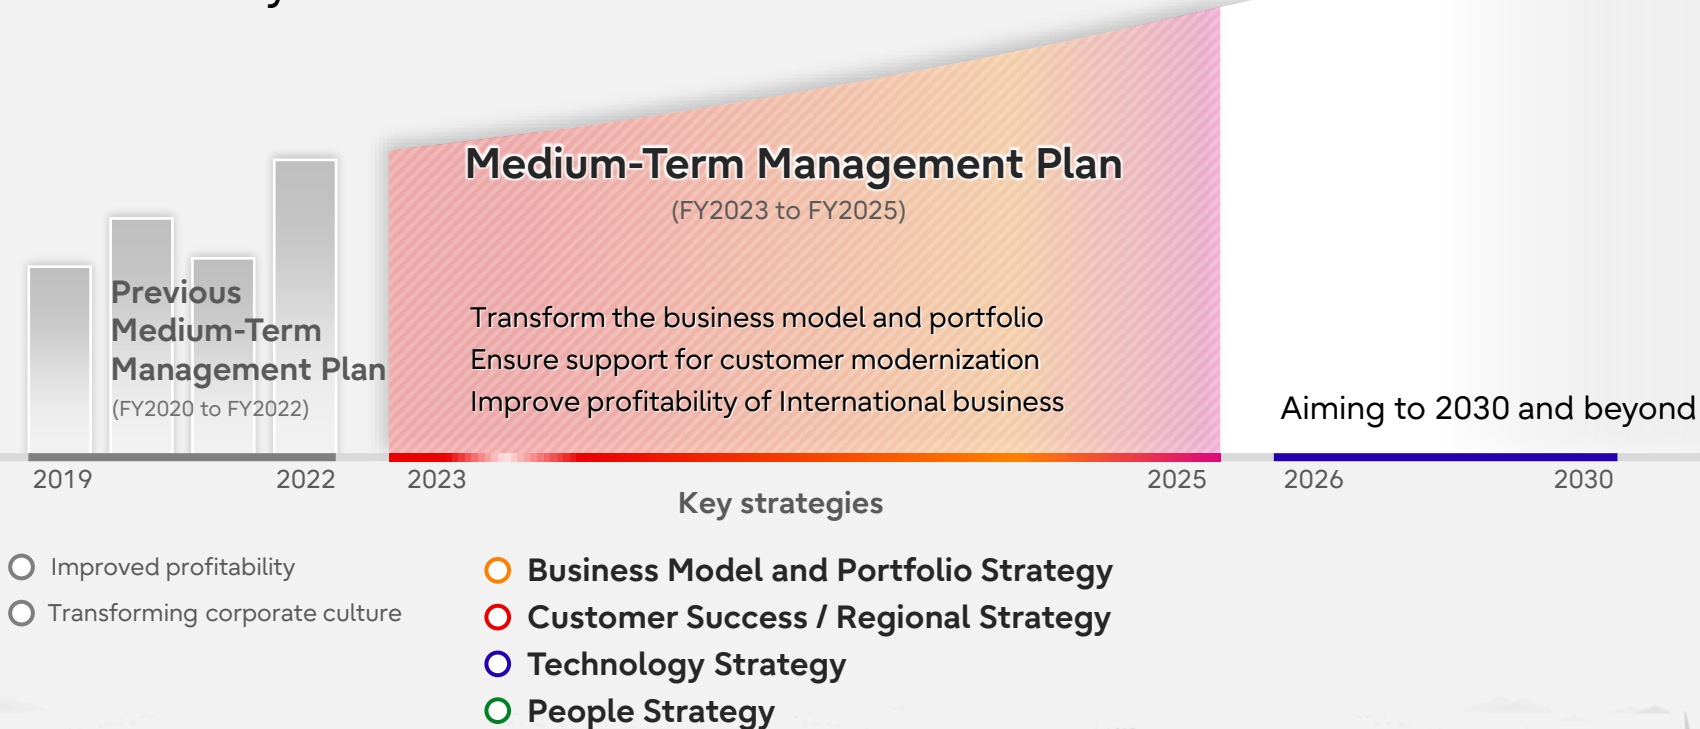 Medium-Term Management Plan
(FY2023 to FY2025)
Previous
Medium-Term
Management Plan
(FY2020 to FY2022)
Transform the business model and portfolio
Ensure support for customer modernization
Improve profitability of International business
Aiming to 2030 and beyond
2019
2022
2023
2025
2026
2030
Key strategies
Improved profitability
Transforming corporate culture
Business Model and Portfolio Strategy
Customer Success / Regional Strategy
Technology Strategy
People Strategy